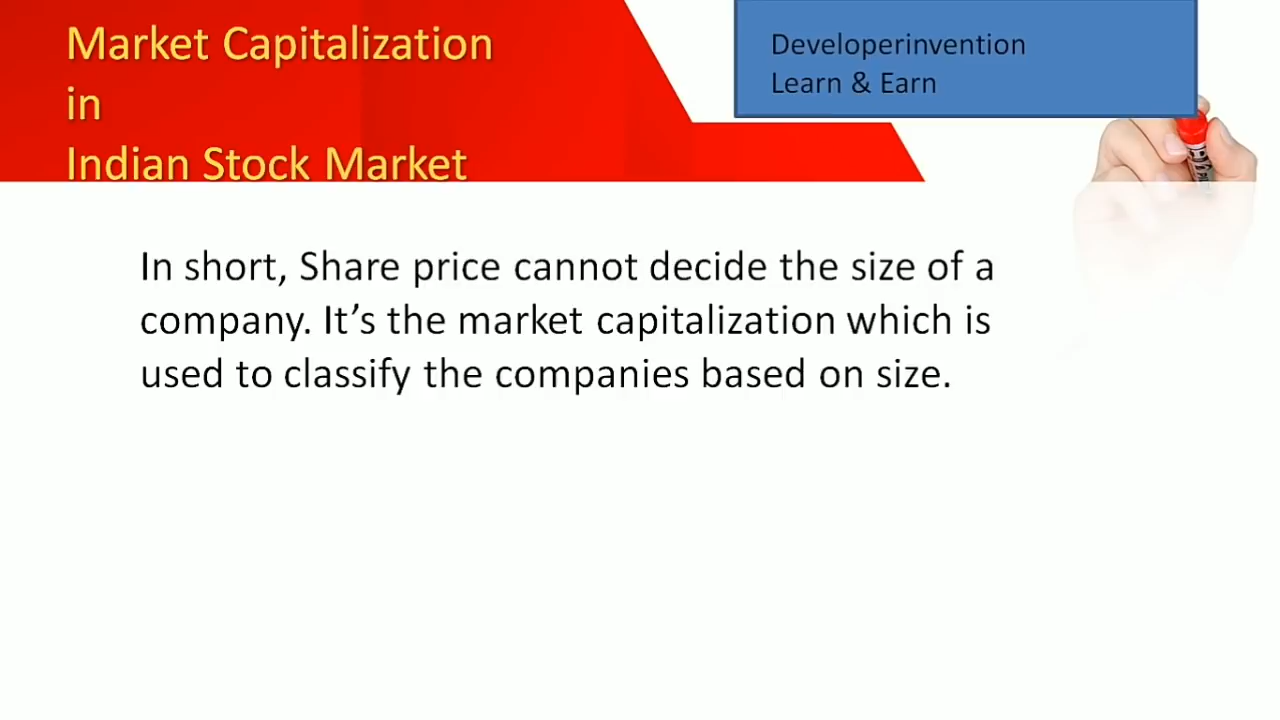 Market Capitalization
in
Indian Stock Market
Developerinvention
Learn & Earn
In short, Share price cannot decide the size of a
company. It’s the market capitalization which is
used to classify the companies based on size.